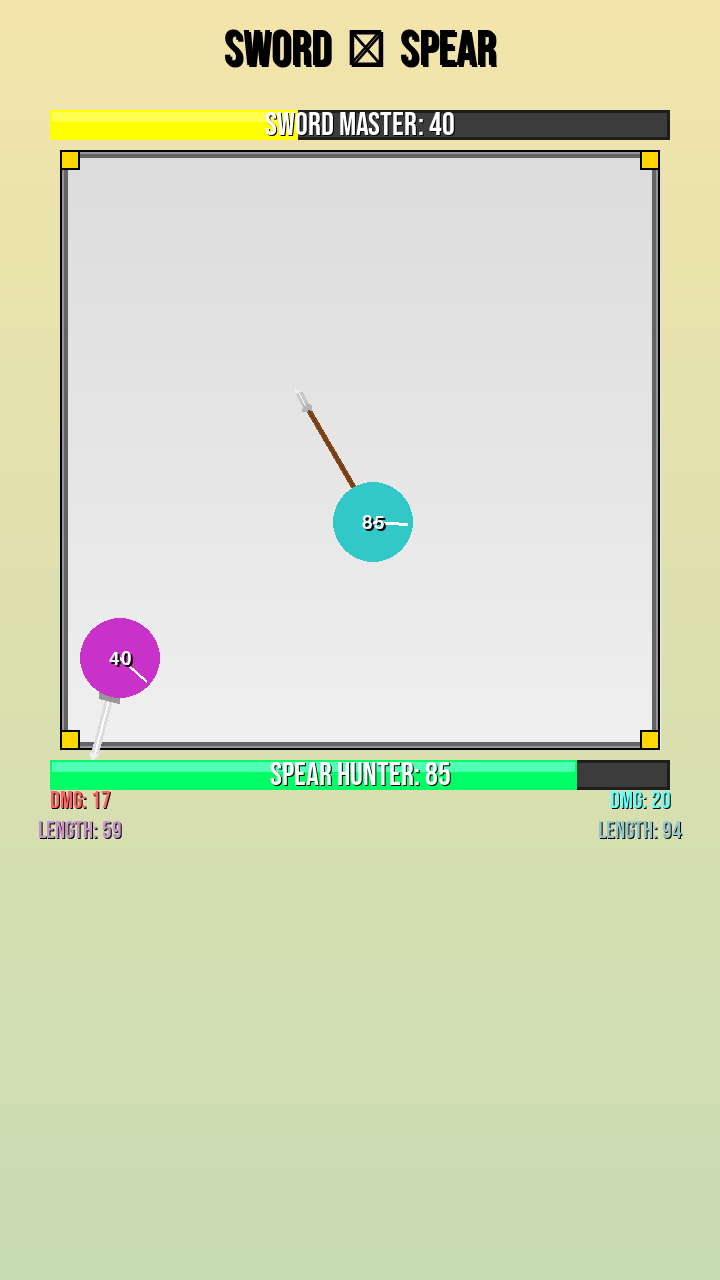 SWORD SPEAR
SWORD MASTER: 40
85
40
SPEAR HUNTER: 85
DMG: 17
DMG: 20
LENGTH: 59
LENGTH: 94